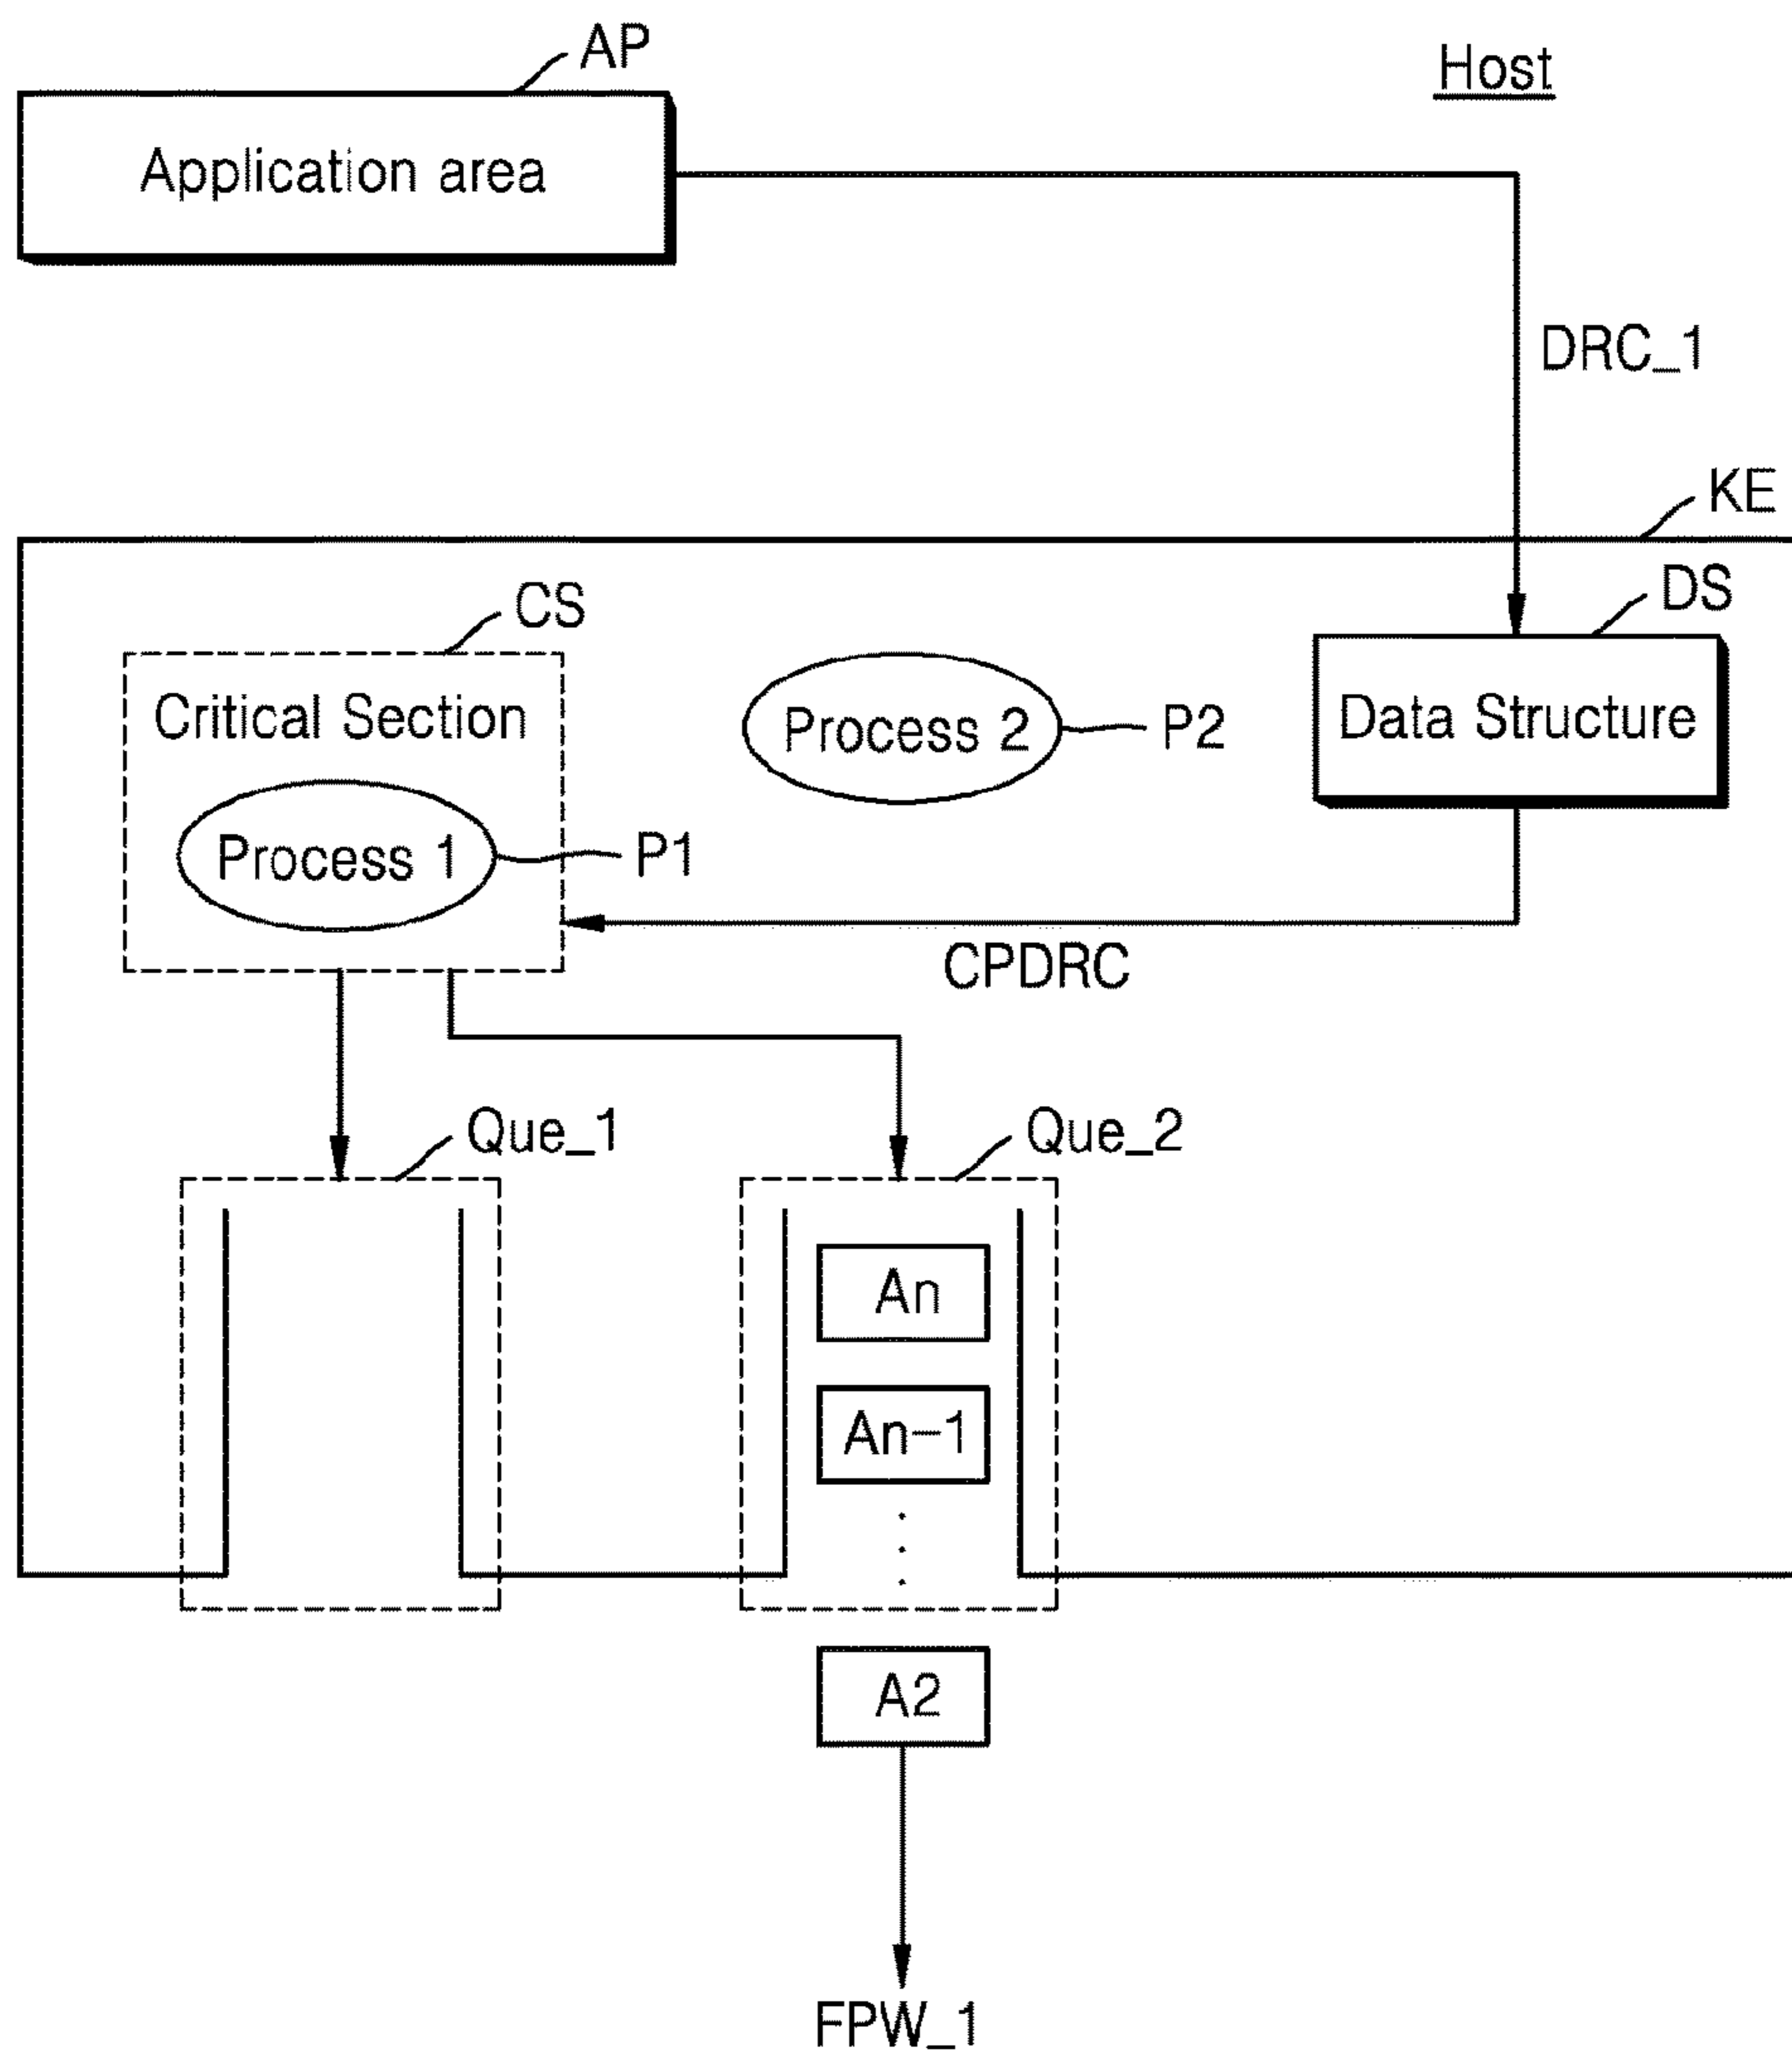 AP
Host
Application area
DRC_1
KE
CS
DS
Critical Section
Process 2
P2
Data Structure
Process 1
P1
CPDRC
Que_1
Que_2
An
An-1
A2
FPW_1